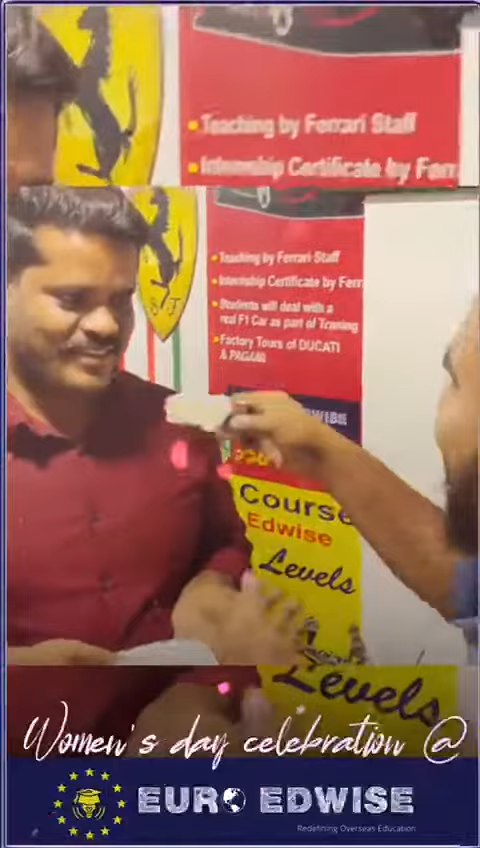 Teaching by Ferrari Staff
Internship Certificate by Ferr
Teaching by Ferrari Staff
Internship Certificate by Ferr
Students will deal with a
real F1 Car as part of Training
Factory Tours of DUCATI
& PAGANI
S F
WISE
Course
Edwise
Levels
Levels
Women's day celebration @
EURO EDWISE
Redefining Overseas Education